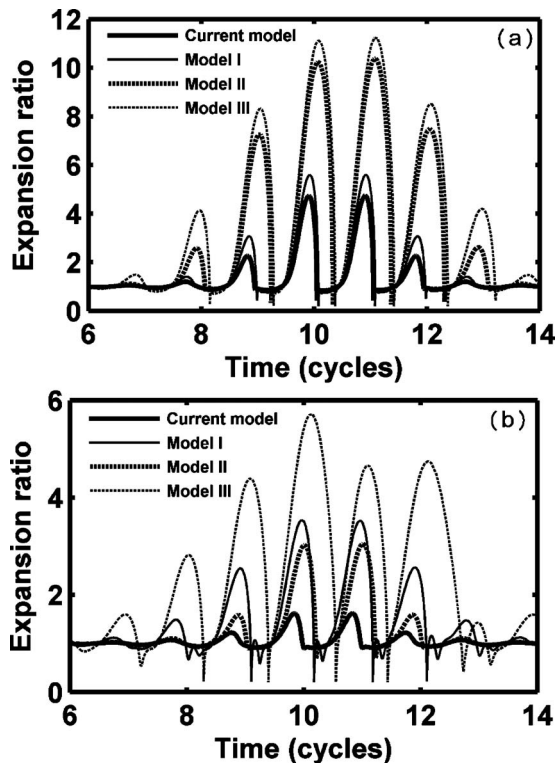 12
10
8
6
4
2
0
Expansion ratio
Current model
Model I
Model II
Model III
(a)
6 8 10 12 14
Time (cycles)
6
4
2
0
Expansion ratio
Current model
Model I
Model II
Model III
(b)
6 8 10 12 14
Time (cycles)